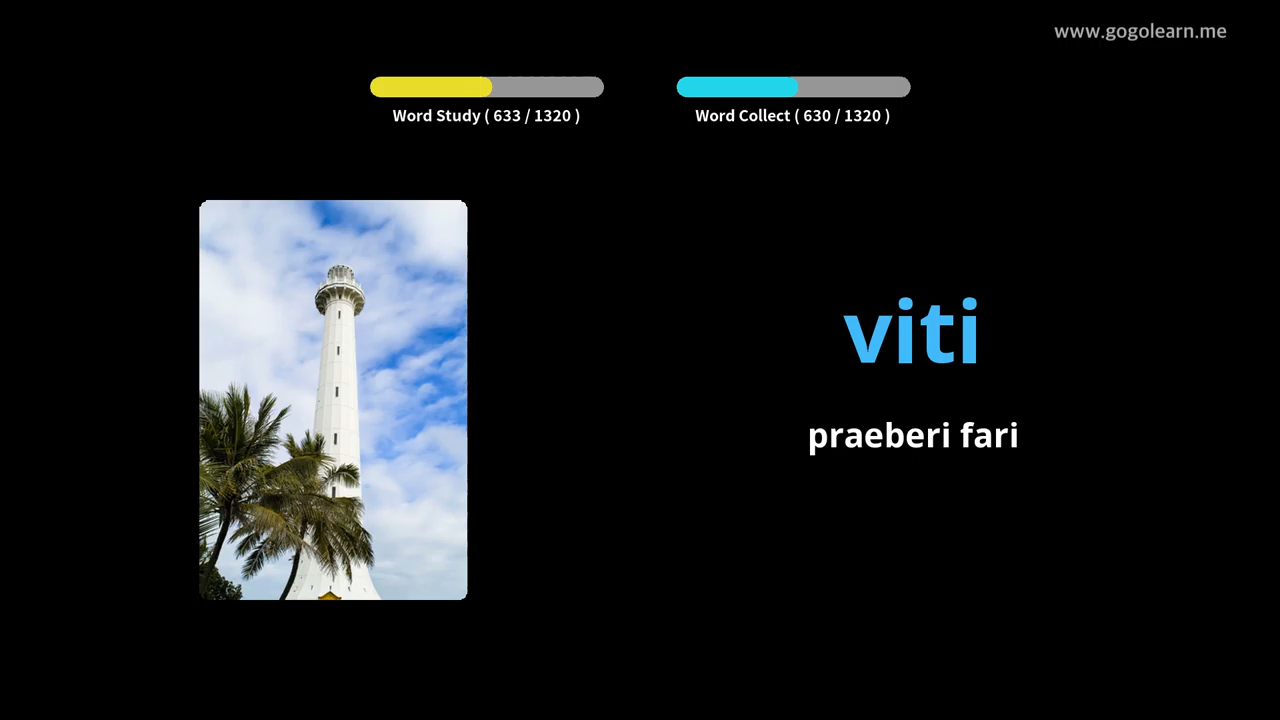 www.gogolearn.me
Word Study ( 633 / 1320 )
Word Collect ( 630 / 1320 )
viti
praeberi fari